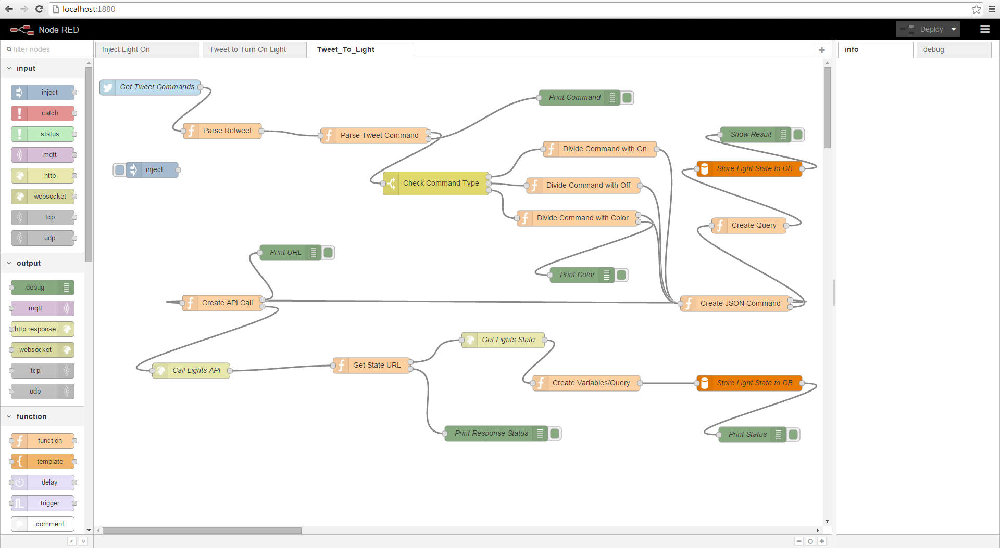 localhost:1880
Node-RED
Deploy
filter nodes
Inject Light On
Tweet to Turn On Light
Tweet_To_Light
info
debug
input
inject
catch
status
mqtt
http
websocket
tcp
udp
output
debug
mqtt
http response
websocket
tcp
udp
function
function
template
delay
trigger
comment
Get Tweet Commands
Print Command
Parse Retweet
Parse Tweet Command
Show Result
Divide Command with On
inject
Store Light State to DB
Check Command Type
Divide Command with Off
Divide Command with Color
Create Query
Print URL
Print Color
Create API Call
Create JSON Command
Get Lights State
Call Lights API
Get State URL
Create Variables/Query
Store Light State to DB
Print Response Status
Print Status